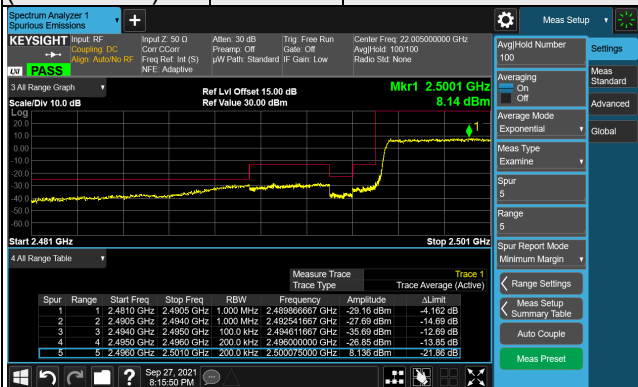 Spectrum Analyzer 1
Spurious Emissions
Meas Setup
KEYSIGHT
Input: RF
Coupling: DC
Align: Auto/No RF
Input Z: 50 Ω
Corr CCorr
Freq Ref: Int (S)
NFE: Adaptive
Atten: 30 dB
Preamp: Off
µW Path: Standard
Trig: Free Run
Gate: Off
IF Gain: Low
Center Freq: 22.005000000 GHz
Avg|Hold: 100/100
Radio Std: None
LXI PASS
3 All Range Graph
Scale/Div 10.0 dB
Ref Lvl Offset 15.00 dB
Ref Value 30.00 dBm
Mkr1 2.5001 GHz
8.14 dBm
Log
20.0
10.0
0.00
-10.0
-20.0
-30.0
-40.0
-50.0
-60.0
1
Start 2.481 GHz
Stop 2.501 GHz
4 All Range Table
Measure Trace Trace 1
Trace Type Trace Average (Active)
Spur Range Start Freq Stop Freq RBW Frequency Amplitude ΔLimit
1 1 2.4810 GHz 2.4905 GHz 1.000 MHz 2.489866667 GHz -29.16 dBm -4.162 dB
2 2 2.4905 GHz 2.4940 GHz 1.000 MHz 2.492541667 GHz -27.69 dBm -14.69 dB
3 3 2.4940 GHz 2.4950 GHz 100.0 kHz 2.494611667 GHz -35.69 dBm -12.69 dB
4 4 2.4950 GHz 2.4960 GHz 200.0 kHz 2.496000000 GHz -26.85 dBm -13.85 dB
5 5 2.4960 GHz 2.5010 GHz 200.0 kHz 2.500075000 GHz 8.136 dBm -21.86 dB
Sep 27, 2021
8:15:50 PM
Avg|Hold Number
100
Averaging
On
Off
Average Mode
Exponential
Meas Type
Examine
Spur
5
Range
5
Spur Report Mode
Minimum Margin
Range Settings
Meas Setup
Summary Table
Auto Couple
Meas Preset
Settings
Meas
Standard
Advanced
Global